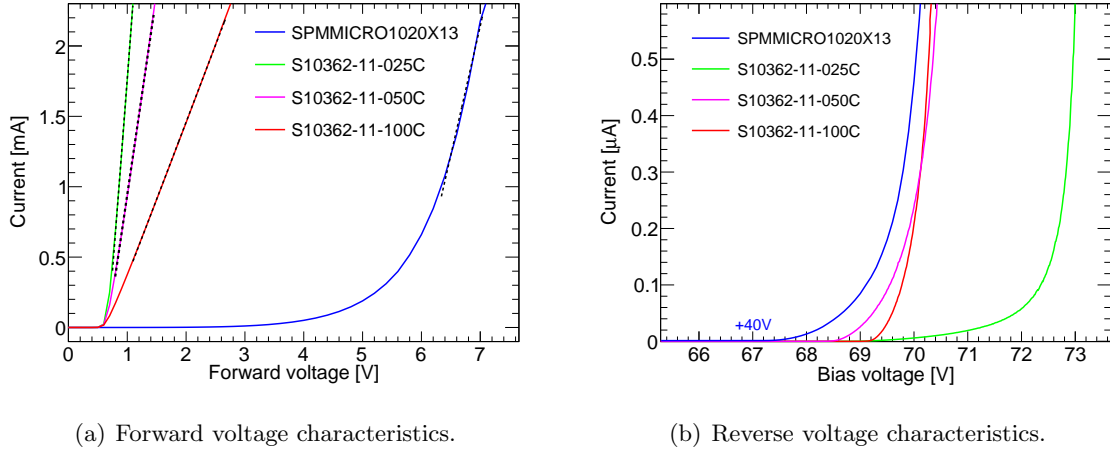 SPMMICRO1020X13
S10362-11-025C
S10362-11-050C
S10362-11-100C
Current [mA]
2
1.5
1
0.5
0
0 1 2 3 4 5 6 7
Forward voltage [V]
(a) Forward voltage characteristics.
SPMMICRO1020X13
S10362-11-025C
S10362-11-050C
S10362-11-100C
Current [μA]
0.5
0.4
0.3
0.2
0.1
0
+40V
66 67 68 69 70 71 72 73
Bias voltage [V]
(b) Reverse voltage characteristics.